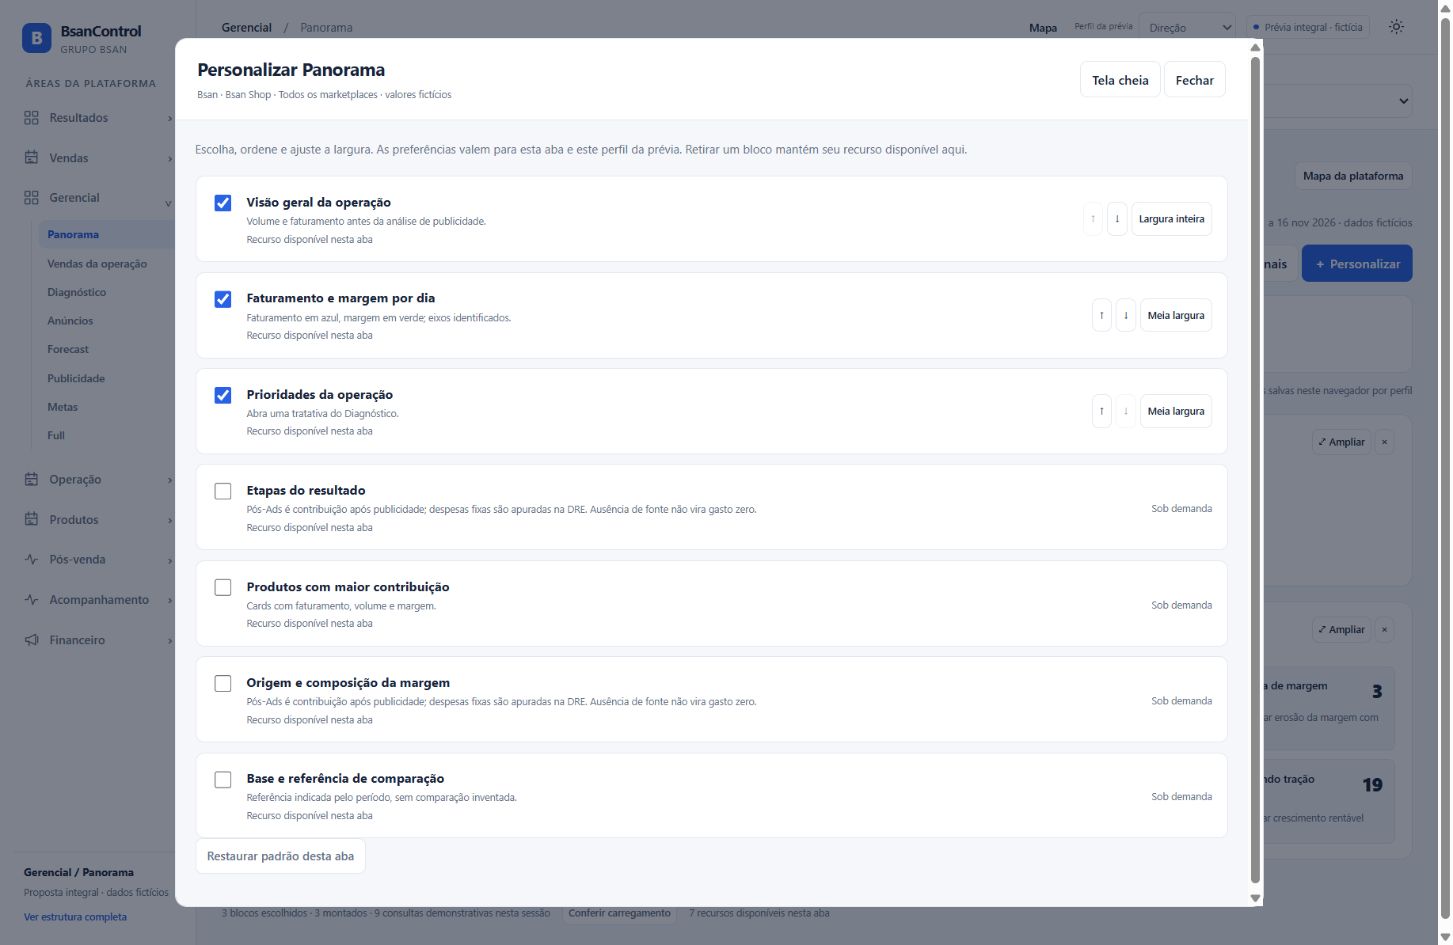 B
BsanControl
GRUPO BSAN
Gerencial / Panorama
Mapa
Perfil da prévia
Direção
Prévia integral · fictícia
ÁREAS DA PLATAFORMA
Resultados
Vendas
Gerencial
Panorama
Vendas da operação
Diagnóstico
Anúncios
Forecast
Publicidade
Metas
Full
Operação
Produtos
Pós-venda
Acompanhamento
Financeiro
Gerencial / Panorama
Proposta integral · dados fictícios
Ver estrutura completa
Personalizar Panorama
Bsan · Bsan Shop · Todos os marketplaces · valores fictícios
Tela cheia
Fechar
Escolha, ordene e ajuste a largura. As preferências valem para esta aba e este perfil da prévia. Retirar um bloco mantém seu recurso disponível aqui.
Visão geral da operação
Volume e faturamento antes da análise de publicidade.
Recurso disponível nesta aba
↑ ↓ Largura inteira
Faturamento e margem por dia
Faturamento em azul, margem em verde; eixos identificados.
Recurso disponível nesta aba
↑ ↓ Meia largura
Prioridades da operação
Abra uma tratativa do Diagnóstico.
Recurso disponível nesta aba
↑ ↓ Meia largura
Etapas do resultado
Pós-Ads é contribuição após publicidade; despesas fixas são apuradas na DRE. Ausência de fonte não vira gasto zero.
Recurso disponível nesta aba
Sob demanda
Produtos com maior contribuição
Cards com faturamento, volume e margem.
Recurso disponível nesta aba
Sob demanda
Origem e composição da margem
Pós-Ads é contribuição após publicidade; despesas fixas são apuradas na DRE. Ausência de fonte não vira gasto zero.
Recurso disponível nesta aba
Sob demanda
Base e referência de comparação
Referência indicada pelo período, sem comparação inventada.
Recurso disponível nesta aba
Sob demanda
Restaurar padrão desta aba
Mapa da plataforma
a 16 nov 2026 · dados fictícios
nais
+ Personalizar
salvas neste navegador por perfil
Ampliar ×
Ampliar ×
a de margem
3
ar erosão da margem com
ndo tração
19
ar crescimento rentável
3 blocos escolhidos · 3 montados · 9 consultas demonstrativas nesta sessão
Conferir carregamento
7 recursos disponíveis nesta aba